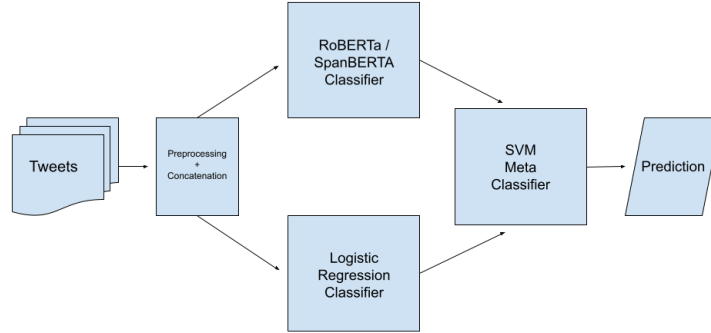 Tweets
Preprocessing
+
Concatenation
RoBERTa /
SpanBERTA
Classifier
Logistic
Regression
Classifier
SVM
Meta
Classifier
Prediction